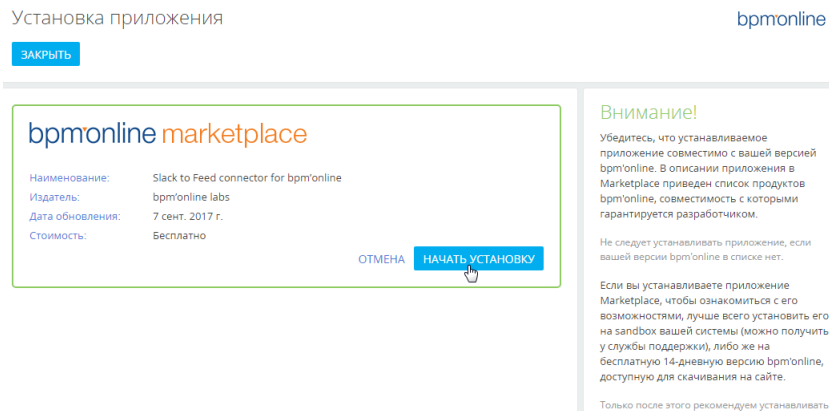 Установка приложения
bpm'online
ЗАКРЫТЬ
bpm'online marketplace
Наименование: Slack to Feed connector for bpm'online
Издатель: bpm'online labs
Дата обновления: 7 сент. 2017 г.
Стоимость: Бесплатно
ОТМЕНА НАЧАТЬ УСТАНОВКУ
Внимание!
Убедитесь, что устанавливаемое
приложение совместимо с вашей версией
bpm'online. В описании приложения в
Marketplace приведен список продуктов
bpm'online, совместимость с которыми
гарантируется разработчиком.
Не следует устанавливать приложение, если
вашей версии bpm'online в списке нет.
Если вы устанавливаете приложение
Marketplace, чтобы ознакомиться с его
возможностями, лучше всего установить его
на sandbox вашей системы (можно получить
у службы поддержки), либо же на
бесплатную 14-дневную версию bpm'online,
доступную для скачивания на сайте.
Только после этого рекомендуем устанавливать